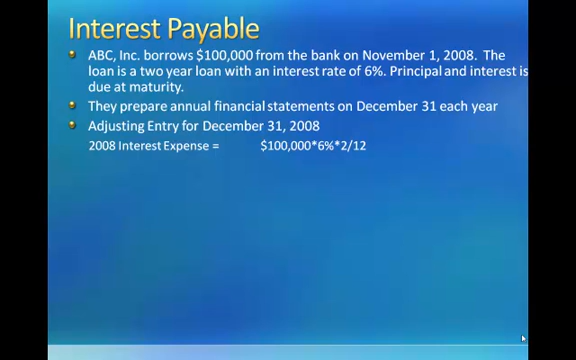 Interest Payable
ABC, Inc. borrows $100,000 from the bank on November 1, 2008. The
loan is a two year loan with an interest rate of 6%. Principal and interest is
due at maturity.
They prepare annual financial statements on December 31 each year
Adjusting Entry for December 31, 2008
2008 Interest Expense = $100,000*6%*2/12